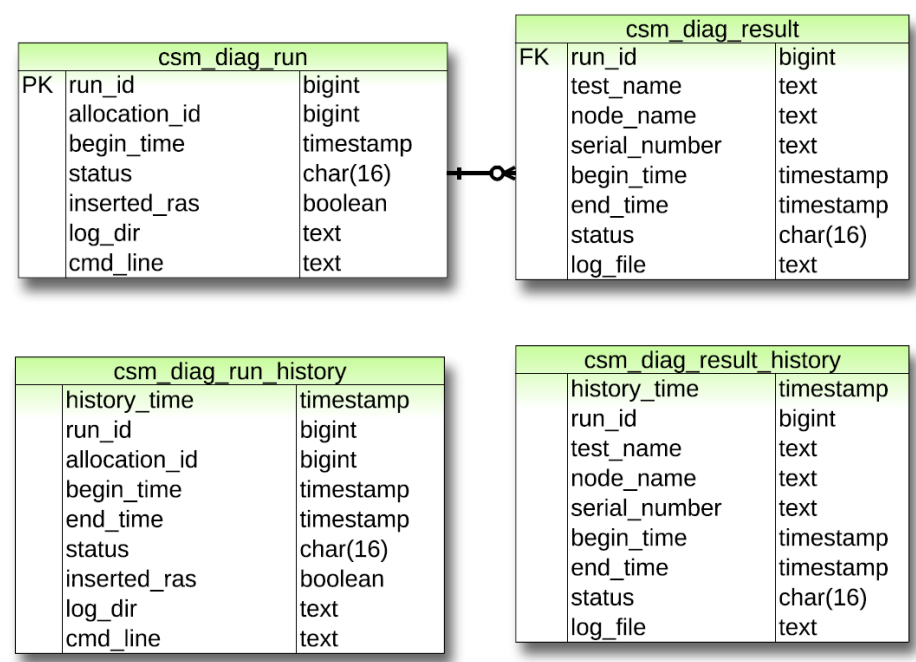 csm_diag_run
PK run_id bigint
allocation_id bigint
begin_time timestamp
status char(16)
inserted_ras boolean
log_dir text
cmd_line text
csm_diag_result
FK run_id bigint
test_name text
node_name text
serial_number text
begin_time timestamp
end_time timestamp
status char(16)
log_file text
csm_diag_run_history
history_time timestamp
run_id bigint
allocation_id bigint
begin_time timestamp
end_time timestamp
status char(16)
inserted_ras boolean
log_dir text
cmd_line text
csm_diag_result_history
history_time timestamp
run_id bigint
test_name text
node_name text
serial_number text
begin_time timestamp
end_time timestamp
status char(16)
log_file text